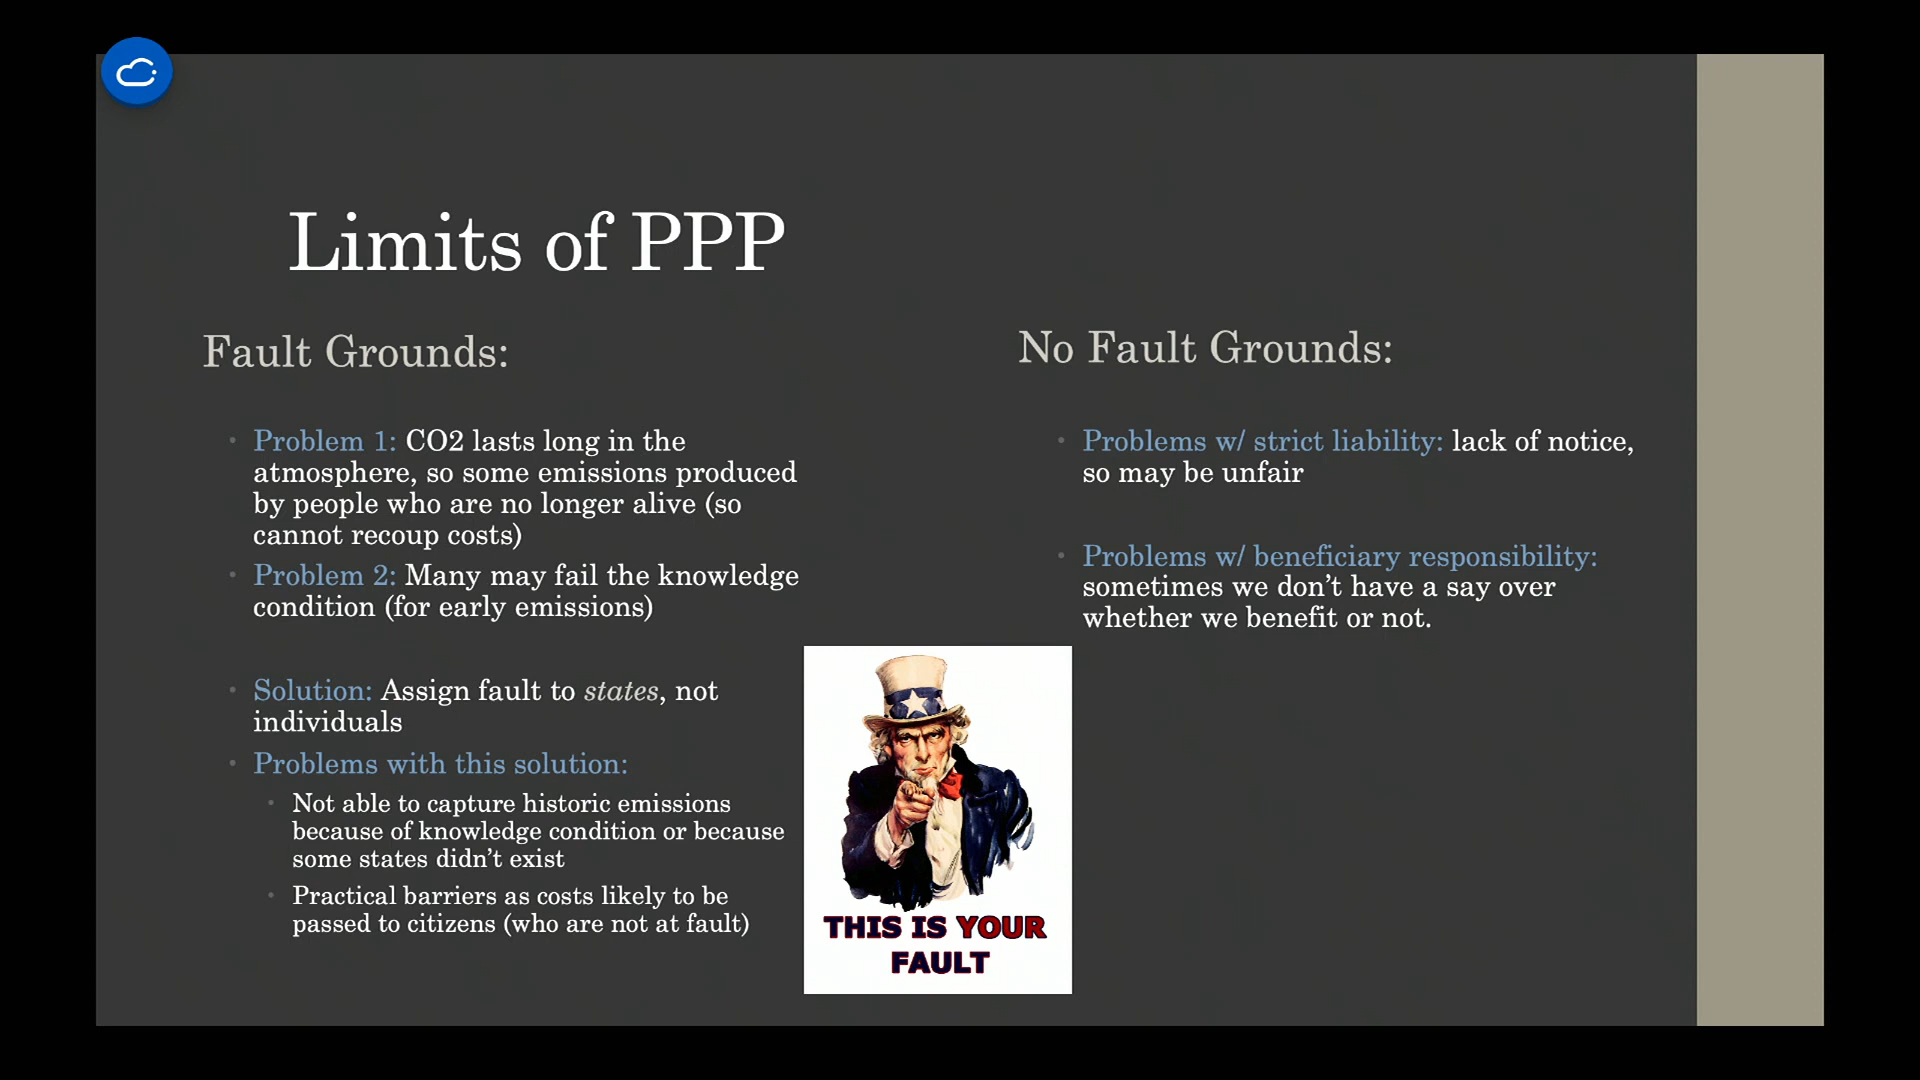 Limits of PPP
Fault Grounds:
Problem 1: CO2 lasts long in the
atmosphere, so some emissions produced
by people who are no longer alive (so
cannot recoup costs)
Problem 2: Many may fail the knowledge
condition (for early emissions)
Solution: Assign fault to states, not
individuals
Problems with this solution:
Not able to capture historic emissions
because of knowledge condition or because
some states didn’t exist
Practical barriers as costs likely to be
passed to citizens (who are not at fault)
No Fault Grounds:
Problems w/ strict liability: lack of notice,
so may be unfair
Problems w/ beneficiary responsibility:
sometimes we don’t have a say over
whether we benefit or not.
THIS IS YOUR
FAULT